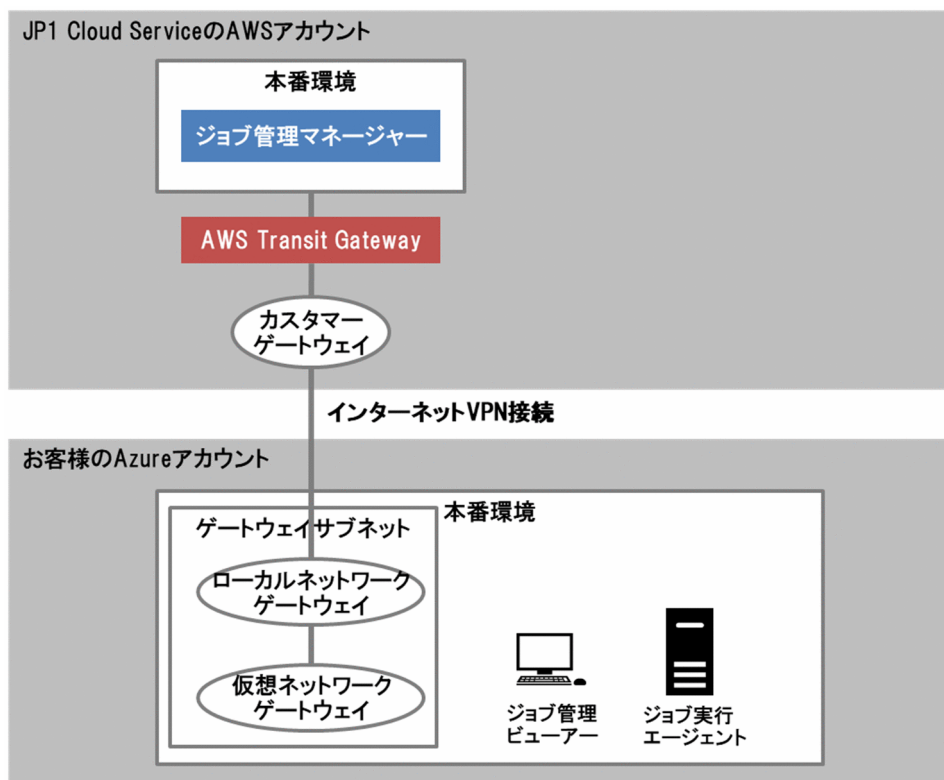 JP1 Cloud ServiceのAWSアカウント
本番環境
ジョブ管理マネージャー
AWS Transit Gateway
カスタマー
ゲートウェイ
インターネットVPN接続
お客様のAzureアカウント
本番環境
ゲートウェイサブネット
ローカルネットワーク
ゲートウェイ
仮想ネットワーク
ゲートウェイ
ジョブ管理
ビューアー
ジョブ実行
エージェント